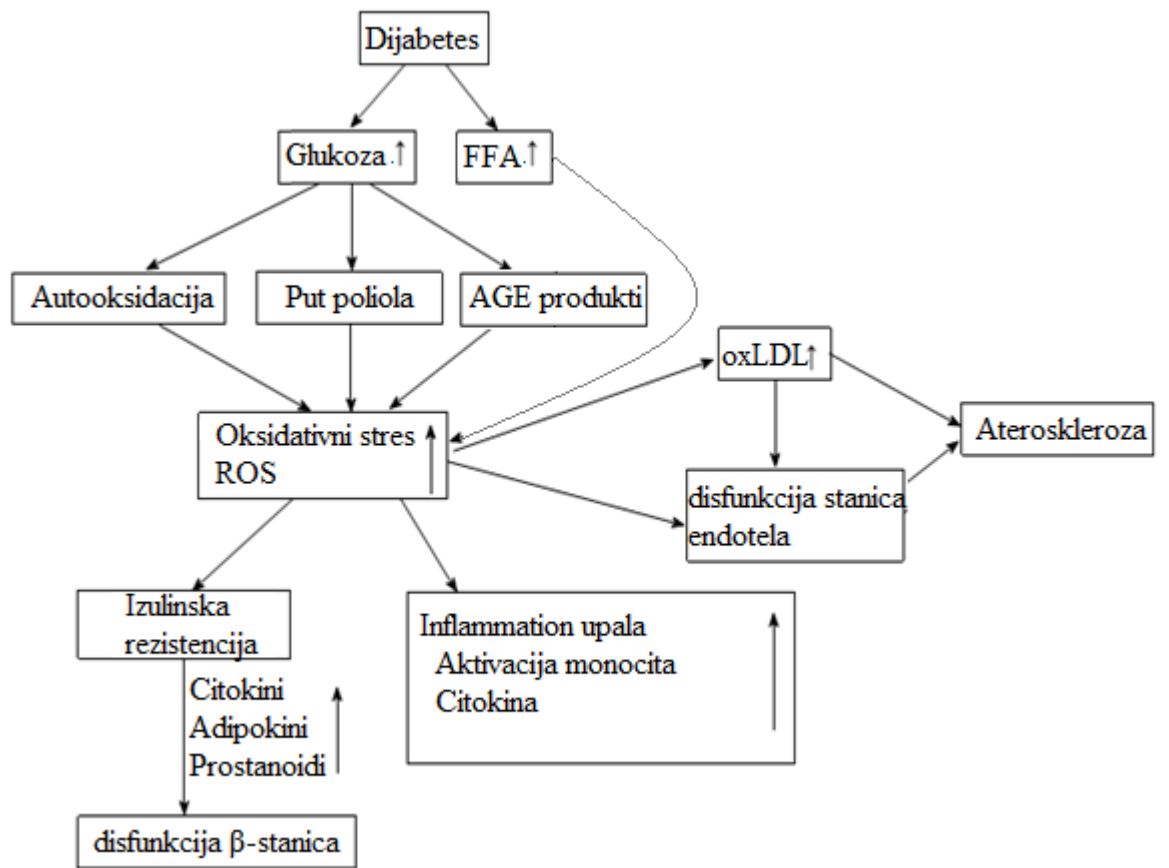 Dijabetes
Glukoza ↑
FFA ↑
Autooksidacija
Put poliola
AGE produkti
oxLDL↑
Ateroskleroza
Oksidativni stres
ROS ↑
disfunkcija stanica
endotela
Izulinska
rezistencija
Inflammation upala
Aktivacija monocita
Citokina ↑
Citokini
Adipokini
Prostanoidi ↑
disfunkcija β-stanica